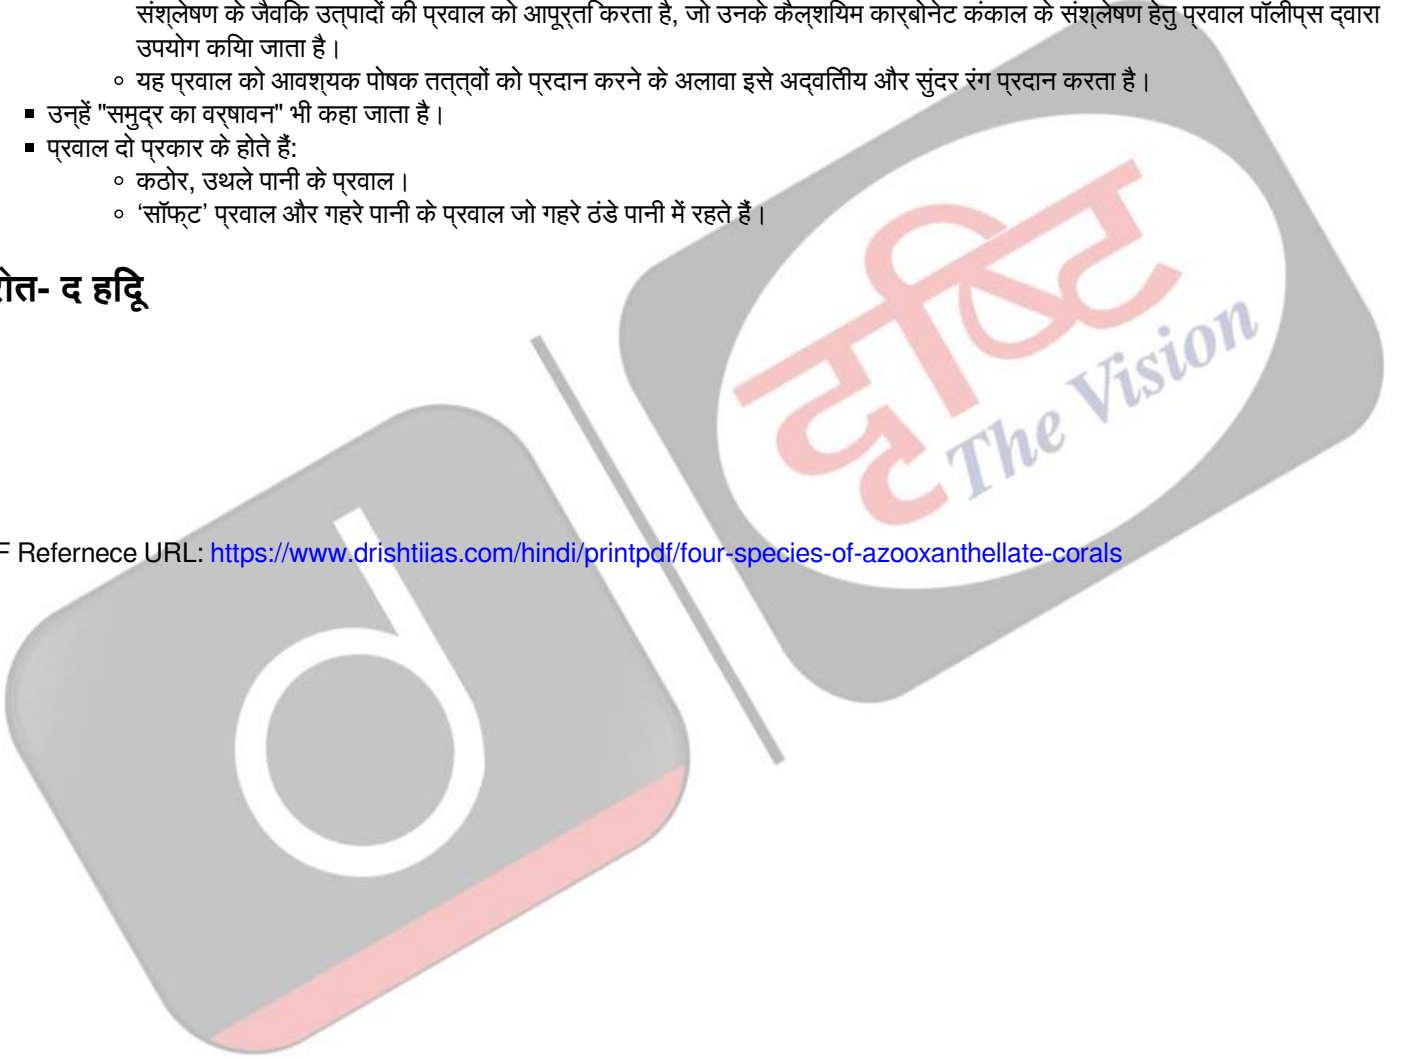 संश्लेषण के जैविक उत्पादों की प्रवाल को आपूर्ति करता है, जो उनके कैल्शियम कार्बोनेट कंकाल के संश्लेषण हेतु प्रवाल पॉलीप्स द्वारा
उपयोग किया जाता है।
यह प्रवाल को आवश्यक पोषक तत्त्वों को प्रदान करने के अलावा इसे अद्वितीय और सुंदर रंग प्रदान करता है।
उन्हें "समुद्र का वर्षावन" भी कहा जाता है।
प्रवाल दो प्रकार के होते हैं:
कठोर, उथले पानी के प्रवाल।
‘सॉफ्ट’ प्रवाल और गहरे पानी के प्रवाल जो गहरे ठंडे पानी में रहते हैं।
रोत- द हिंदू
F Refernece URL: https://www.drishtiias.com/hindi/printpdf/four-species-of-azooxanthellate-corals
दृष्टि
The Vision
d